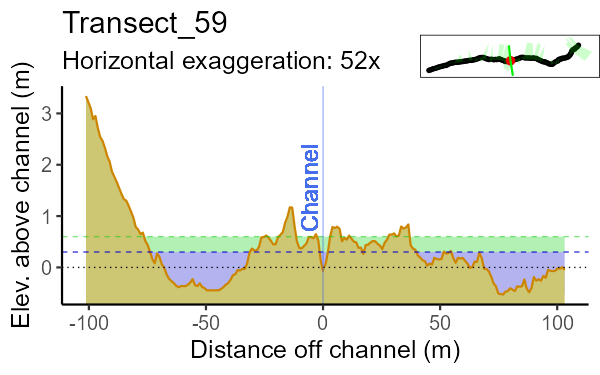 Transect_59
Horizontal exaggeration: 52x
Elev. above channel (m)
3
2
1
0
Channel
-100
-50
0
50
100
Distance off channel (m)